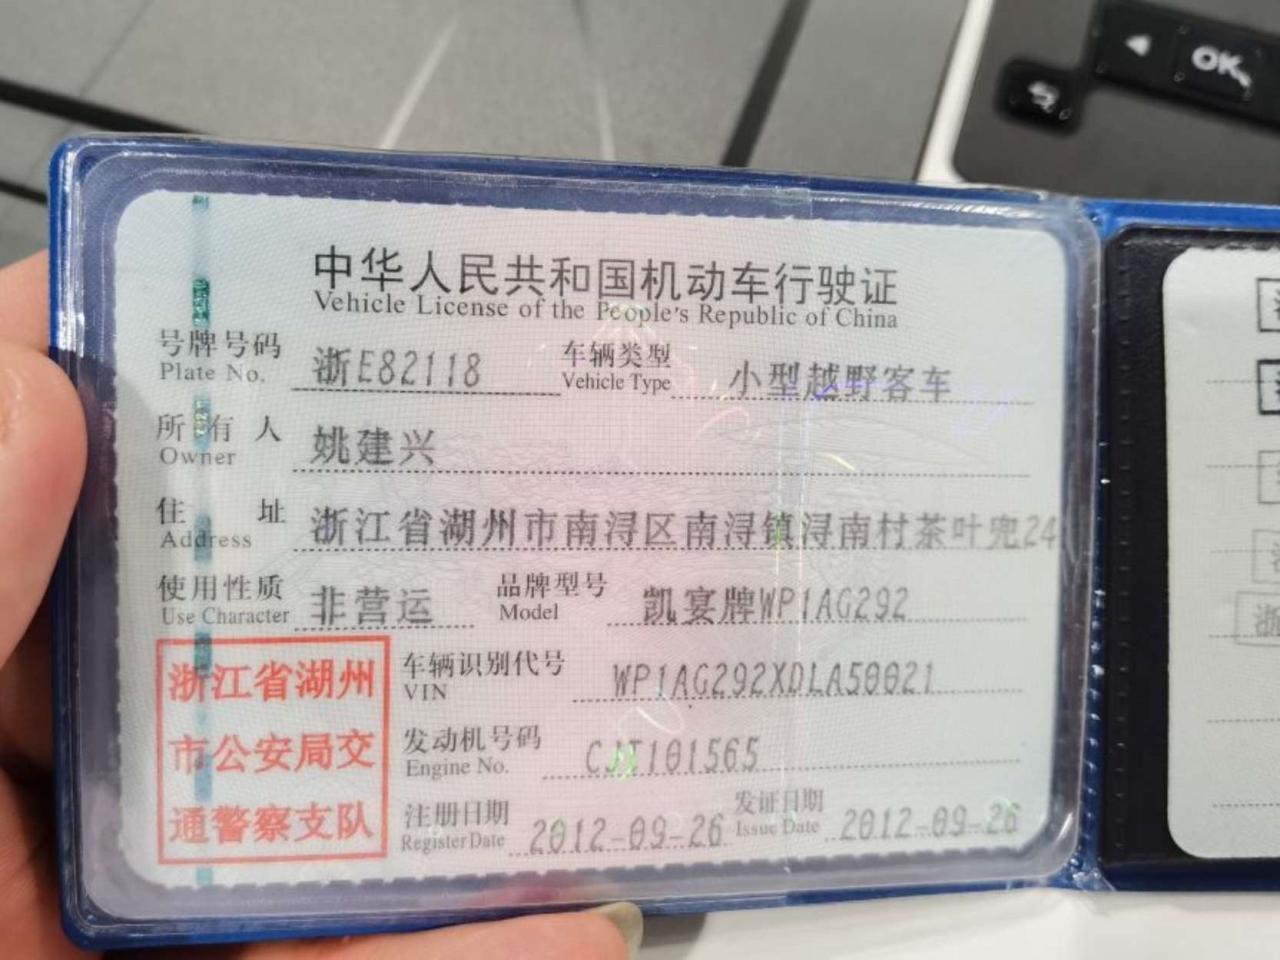 OK
中华人民共和国机动车行驶证
Vehicle License of the People's Republic of China
号牌号码 浙E82118 车辆类型 小型越野客车
Plate No. Vehicle Type
所有人 姚建兴
Owner
住址 浙江省湖州市南浔区南浔镇浔南村茶叶兜24
Address
使用性质 非营运 品牌型号 凯宴牌WP1AG292
Use Character Model
车辆识别代号 WP1AG292XDLA50021
VIN
发动机号码 CJT101565
Engine No.
注册日期 2012-09-26 发证日期 2012-09-26
Register Date Issue Date
浙江省湖州
市公安局交
通警察支队